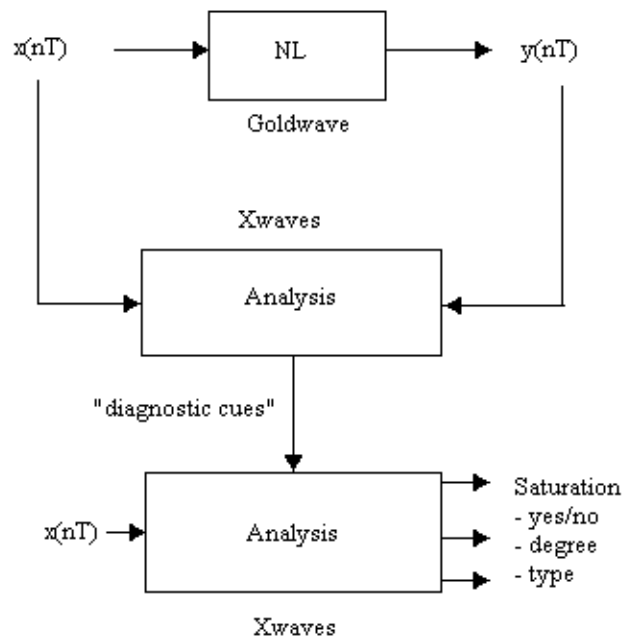 x(nT)
NL
y(nT)
Goldwave
Xwaves
Analysis
"diagnostic cues"
x(nT)
Analysis
Saturation
- yes/no
- degree
- type
Xwaves